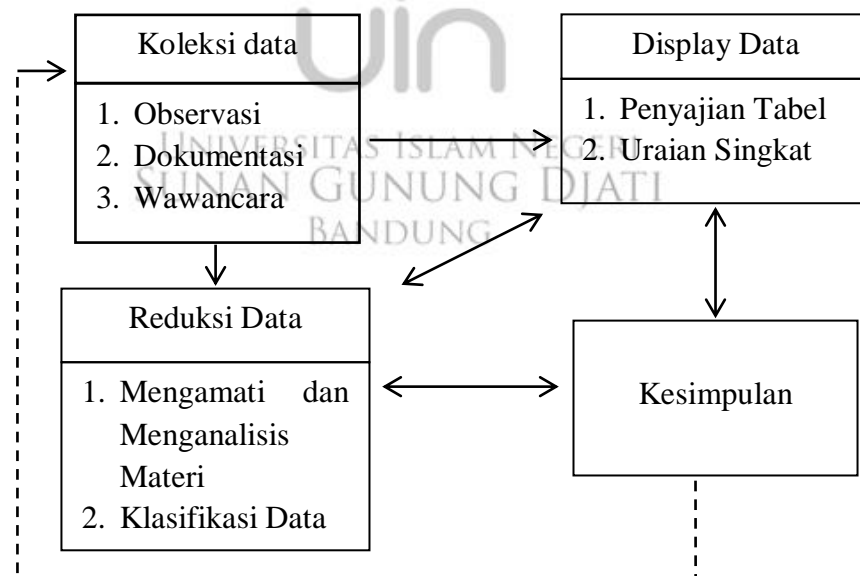 uin
UNIVERSITAS ISLAM NEGERI
SUNAN GUNUNG DJATI
BANDUNG
Koleksi data
1. Observasi
2. Dokumentasi
3. Wawancara
Display Data
1. Penyajian Tabel
2. Uraian Singkat
Reduksi Data
1. Mengamati dan
Menganalisis
Materi
2. Klasifikasi Data
Kesimpulan